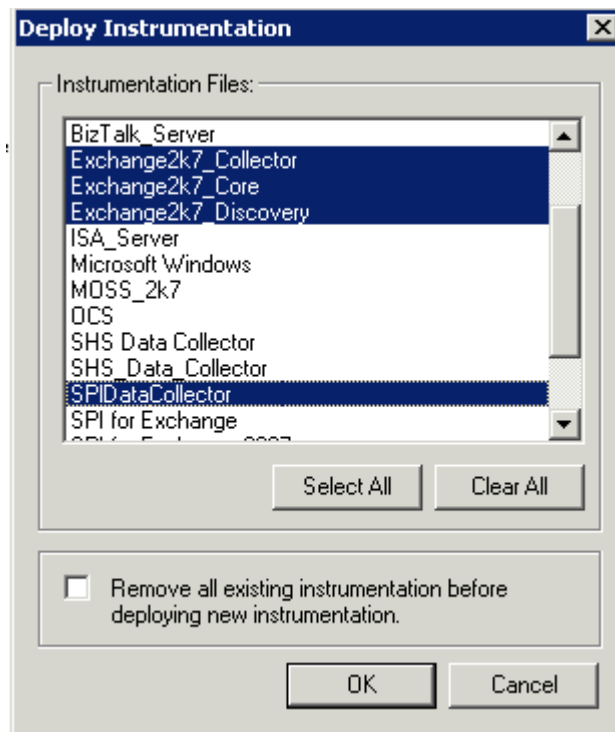 Deploy Instrumentation
Instrumentation Files:
BizTalk_Server
Exchange2k7_Collector
Exchange2k7_Core
Exchange2k7_Discovery
ISA_Server
Microsoft Windows
MOSS_2k7
OCS
SHS Data Collector
SHS_Data_Collector
SPIDataCollector
SPI for Exchange
Select All Clear All
Remove all existing instrumentation before
deploying new instrumentation.
OK Cancel